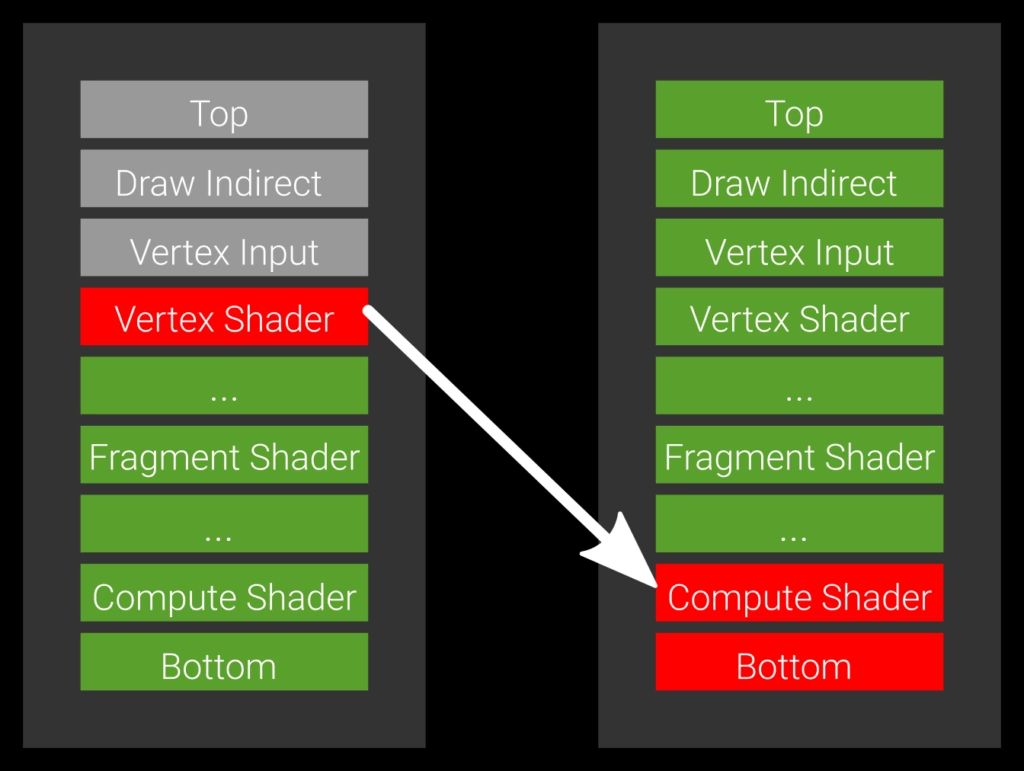 Top
Draw Indirect
Vertex Input
Vertex Shader
...
Fragment Shader
...
Compute Shader
Bottom
Top
Draw Indirect
Vertex Input
Vertex Shader
...
Fragment Shader
...
Compute Shader
Bottom